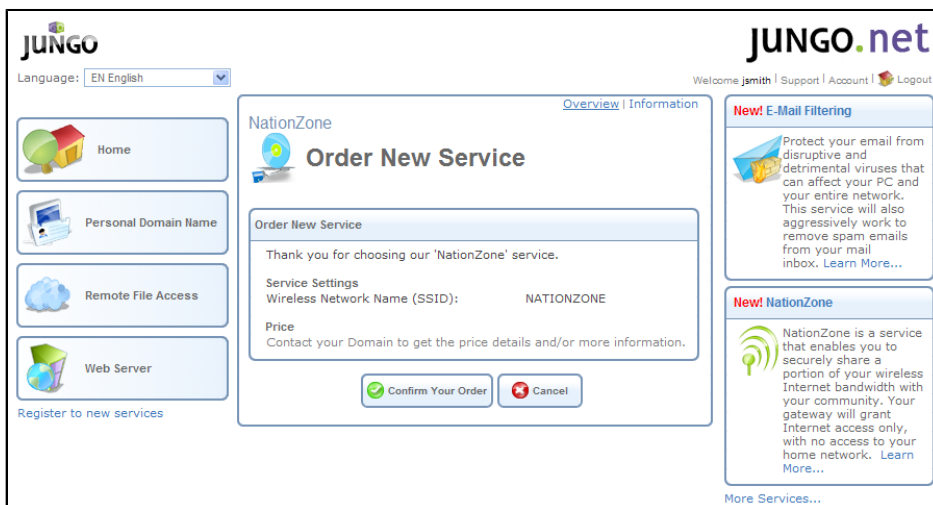 JUNGO
JUNGO.net
Language: EN English
Welcome jsmith | Support | Account | Logout
Home
Personal Domain Name
Remote File Access
Web Server
Register to new services
Overview | Information
NationZone
Order New Service
Order New Service
Thank you for choosing our 'NationZone' service.
Service Settings
Wireless Network Name (SSID): NATIONZONE
Price
Contact your Domain to get the price details and/or more information.
Confirm Your Order
Cancel
New! E-Mail Filtering
Protect your email from
disruptive and
detrimental viruses that
can affect your PC and
your entire network.
This service will also
aggressively work to
remove spam emails
from your mail
inbox. Learn More...
New! NationZone
NationZone is a service
that enables you to
securely share a
portion of your wireless
Internet bandwidth with
your community. Your
gateway will grant
Internet access only,
with no access to your
home network. Learn
More...
More Services...